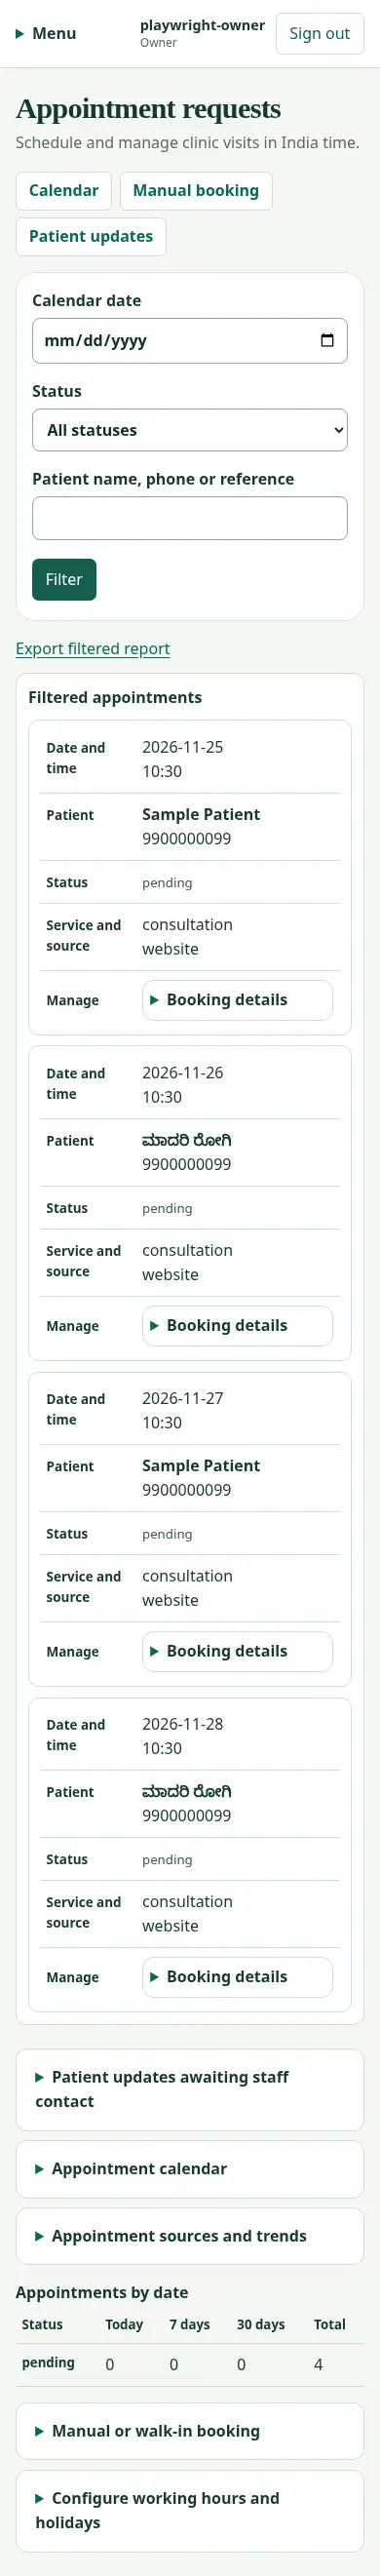 Menu
playwright-owner
Owner
Sign out
Appointment requests
Schedule and manage clinic visits in India time.
Calendar
Manual booking
Patient updates
Calendar date
mm/dd/yyyy
Status
All statuses
Patient name, phone or reference
Filter
Export filtered report
Filtered appointments
Date and time
2026-11-25
10:30
Patient
Sample Patient
9900000099
Status
pending
Service and source
consultation
website
Manage
Booking details
Date and time
2026-11-26
10:30
Patient
ಮಾದರಿ ರೋಗಿ
9900000099
Status
pending
Service and source
consultation
website
Manage
Booking details
Date and time
2026-11-27
10:30
Patient
Sample Patient
9900000099
Status
pending
Service and source
consultation
website
Manage
Booking details
Date and time
2026-11-28
10:30
Patient
ಮಾದರಿ ರೋಗಿ
9900000099
Status
pending
Service and source
consultation
website
Manage
Booking details
Patient updates awaiting staff
contact
Appointment calendar
Appointment sources and trends
Appointments by date
Status Today 7 days 30 days Total
pending 0 0 0 4
Manual or walk-in booking
Configure working hours and
holidays